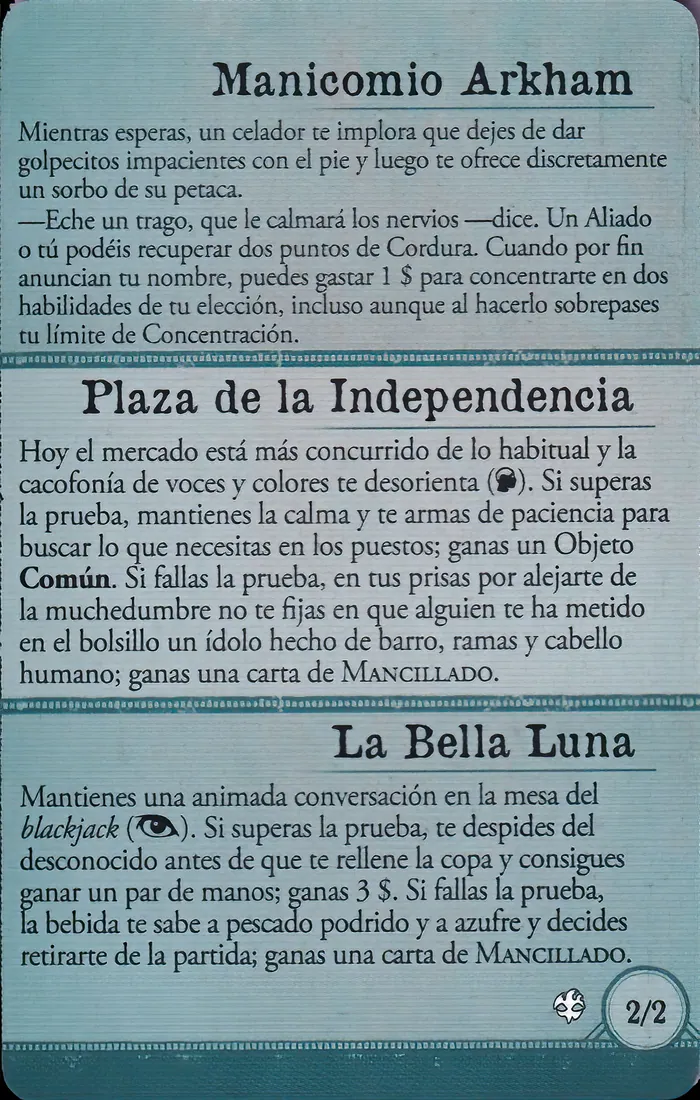 Manicomio Arkham
Mientras esperas, un celador te implora que dejes de dar
golpecitos impacientes con el pie y luego te ofrece discretamente
un sorbo de su petaca.
—Eche un trago, que le calmará los nervios —dice. Un Aliado
o tú podéis recuperar dos puntos de Cordura. Cuando por fin
anuncian tu nombre, puedes gastar 1 $ para concentrarte en dos
habilidades de tu elección, incluso aunque al hacerlo sobrepases
tu límite de Concentración.
Plaza de la Independencia
Hoy el mercado está más concurrido de lo habitual y la
cacofonía de voces y colores te desorienta (). Si superas
la prueba, mantienes la calma y te armas de paciencia para
buscar lo que necesitas en los puestos; ganas un Objeto
Común. Si fallas la prueba, en tus prisas por alejarte de
la muchedumbre no te fijas en que alguien te ha metido
en el bolsillo un ídolo hecho de barro, ramas y cabello
humano; ganas una carta de MANCILLADO.
La Bella Luna
Mantienes una animada conversación en la mesa del
blackjack (). Si superas la prueba, te despides del
desconocido antes de que te rellene la copa y consigues
ganar un par de manos; ganas 3 $. Si fallas la prueba,
la bebida te sabe a pescado podrido y a azufre y decides
retirarte de la partida; ganas una carta de MANCILLADO.
2/2